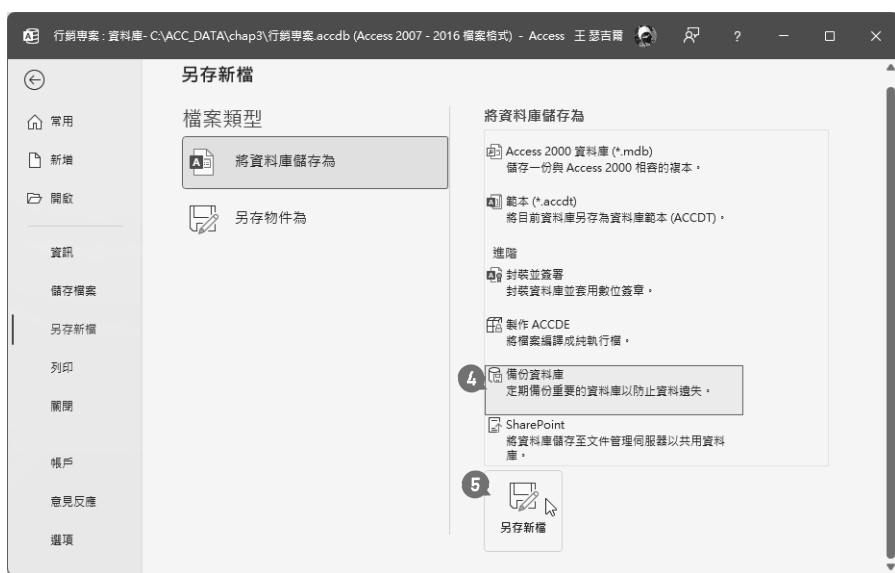 行銷專案 : 資料庫- C:\ACC_DATA\chap3\行銷專案.accdb (Access 2007 - 2016 檔案格式) - Access 王 瑟吉爾
?
另存新檔
常用
新增
開啟
資訊
儲存檔案
另存新檔
列印
關閉
帳戶
意見反應
選項
檔案類型
將資料庫儲存為
另存物件為
將資料庫儲存為
Access 2000 資料庫 (*.mdb)
儲存一份與 Access 2000 相容的複本。
範本 (*.accdt)
將目前資料庫另存為資料庫範本 (ACCDT)。
進階
封裝並簽署
封裝資料庫並套用數位簽章。
製作 ACCDE
將檔案編譯成純執行檔。
4
備份資料庫
定期備份重要的資料庫以防止資料遺失。
SharePoint
將資料庫儲存至文件管理伺服器以共用資料
庫。
5
另存新檔